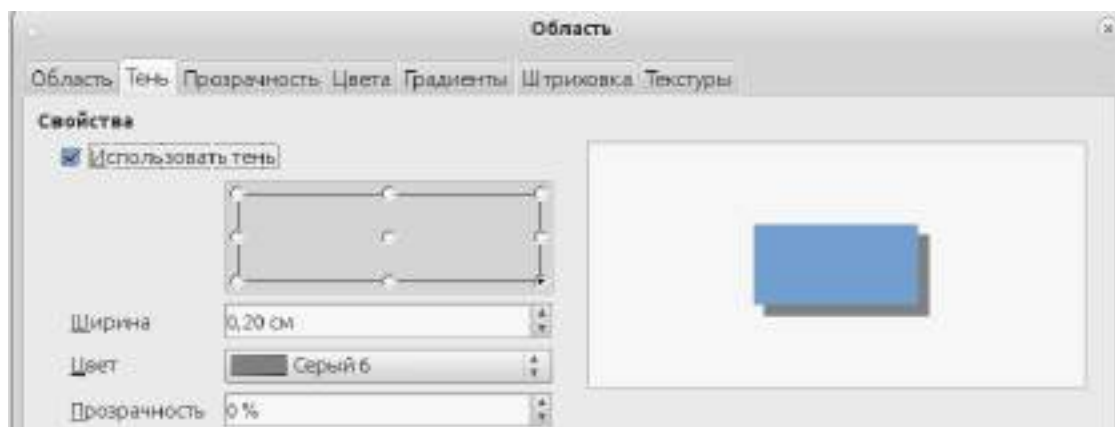 Область
Область Тень Прозрачность Цвета Градиенты Штриховка Текстуры
Свойства
Использовать тень
Ширина 0,20 см
Цвет Серый 6
Прозрачность 0 %